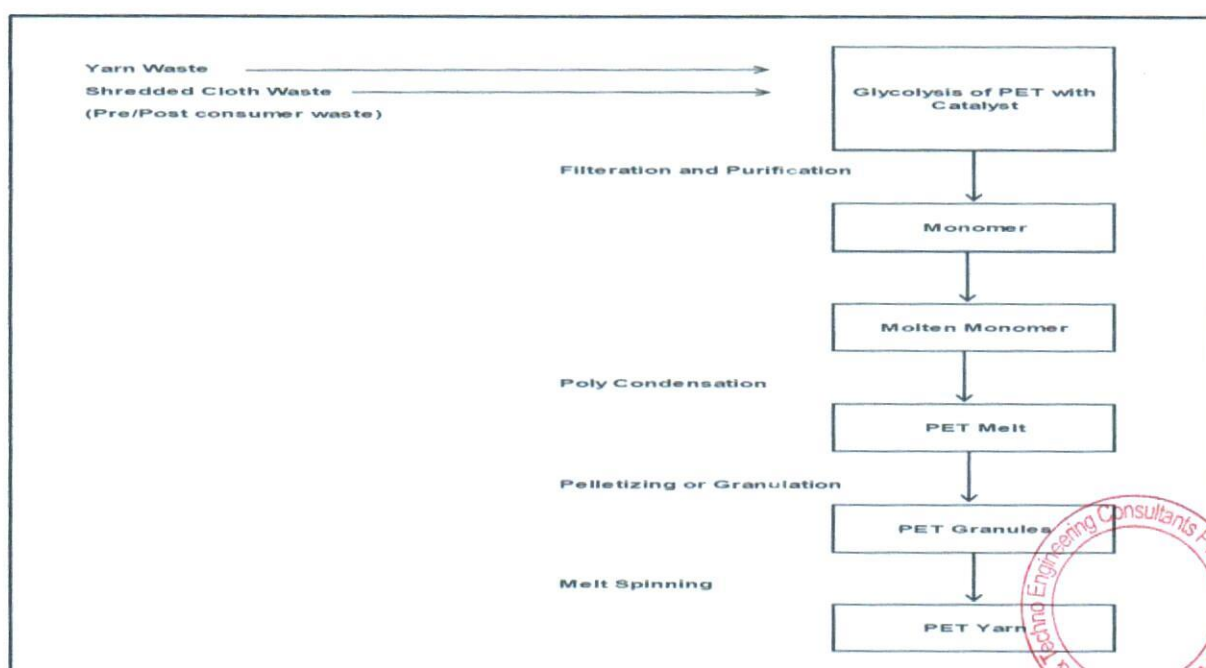 Yarn Waste
Shredded Cloth Waste
(Pre/Post consumer waste)
Glycolysis of PET with
Catalyst
Filteration and Purification
Monomer
Molten Monomer
Poly Condensation
PET Melt
Pelletizing or Granulation
PET Granules
Melt Spinning
PET Yarn
Techno Engineering Consultants